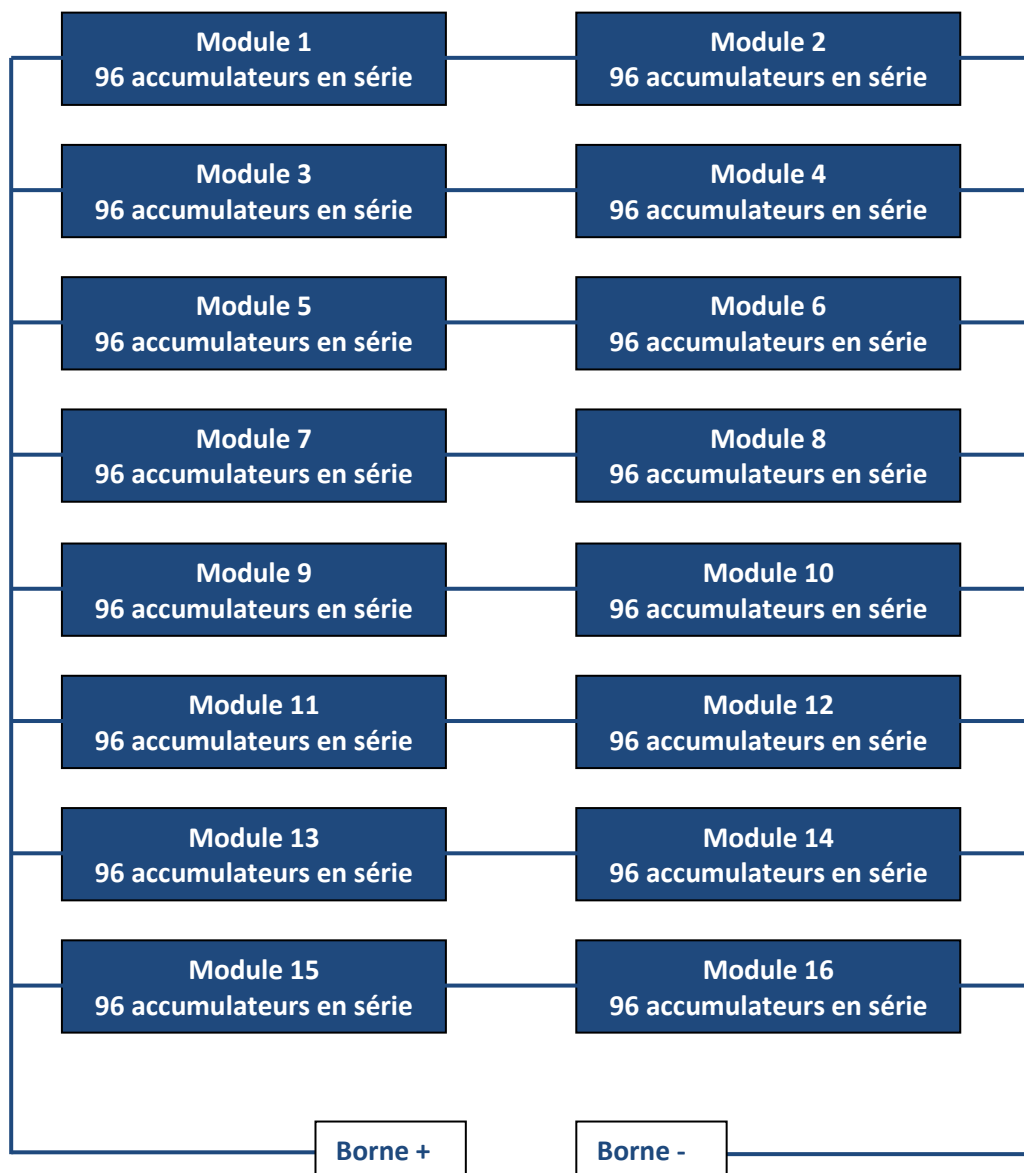 Module 1
96 accumulateurs en série
Module 2
96 accumulateurs en série
Module 3
96 accumulateurs en série
Module 4
96 accumulateurs en série
Module 5
96 accumulateurs en série
Module 6
96 accumulateurs en série
Module 7
96 accumulateurs en série
Module 8
96 accumulateurs en série
Module 9
96 accumulateurs en série
Module 10
96 accumulateurs en série
Module 11
96 accumulateurs en série
Module 12
96 accumulateurs en série
Module 13
96 accumulateurs en série
Module 14
96 accumulateurs en série
Module 15
96 accumulateurs en série
Module 16
96 accumulateurs en série
Borne +
Borne -